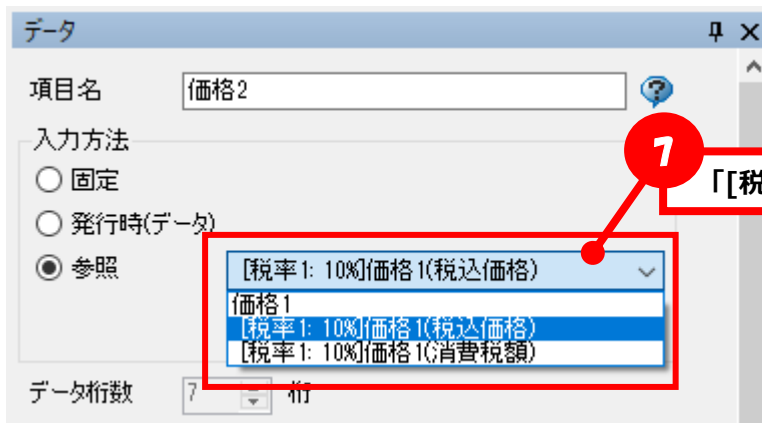 データ
項目名 価格2
入力方法
固定
発行時(データ)
参照 [税率1: 10%]価格1(税込価格)
価格1
[税率1: 10%]価格1(税込価格)
[税率1: 10%]価格1(消費税額)
データ桁数 7 桁
1
「[税